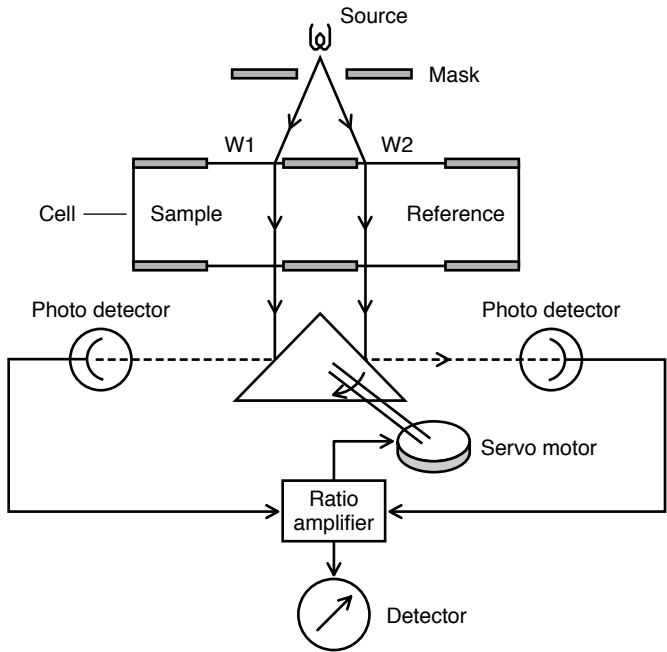 Source
Mask
W1
W2
Cell
Sample
Reference
Photo detector
Photo detector
Servo motor
Ratio
amplifier
Detector